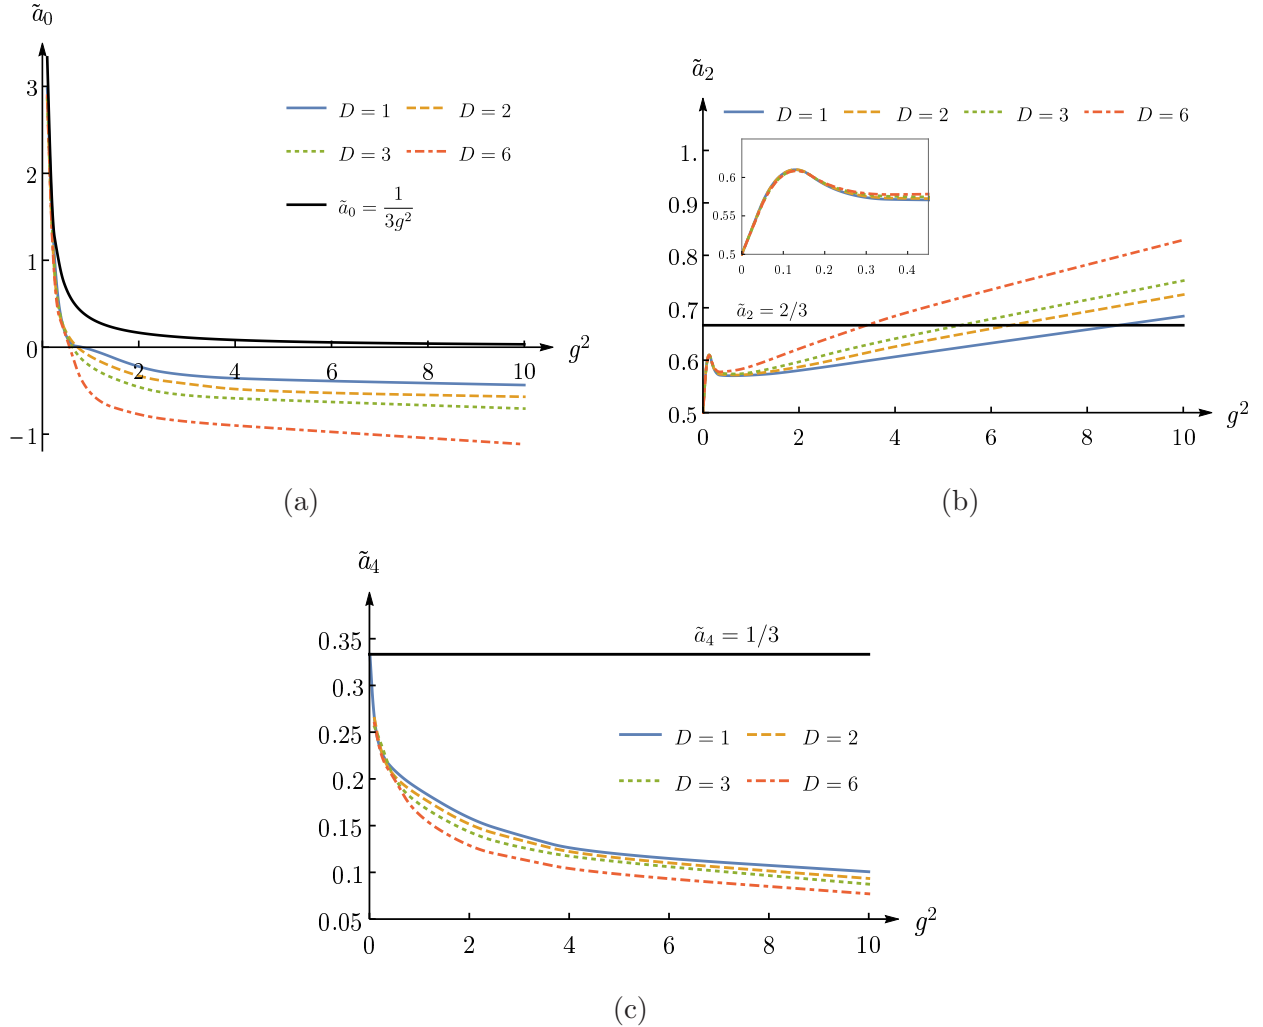 ã₀
3
2
1
0
−1
2
4
6
8
10
g²
D = 1
D = 2
D = 3
D = 6
ã₀ = 1/(3g²)
(a)
ã₂
D = 1
D = 2
D = 3
D = 6
1.
0.9
0.8
0.7
0.6
0.5
0.6
0.55
0.5
0
0.1
0.2
0.3
0.4
ã₂ = 2/3
0
2
4
6
8
10
g²
(b)
ã₄
0.35
0.3
0.25
0.2
0.15
0.1
0.05
ã₄ = 1/3
D = 1
D = 2
D = 3
D = 6
0
2
4
6
8
10
g²
(c)